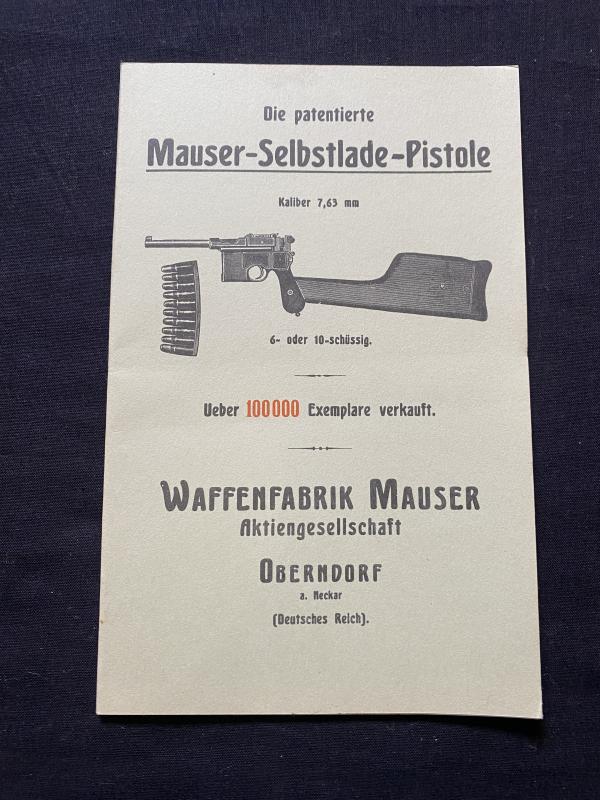 Die patentierte
Mauser-Selbstlade-Pistole
Kaliber 7,63 mm
6- oder 10-schüssig.
Ueber 100000 Exemplare verkauft.
WAFFENFABRIK MAUSER
Aktiengesellschaft
OBERNDORF
a. Neckar
(Deutsches Reich).